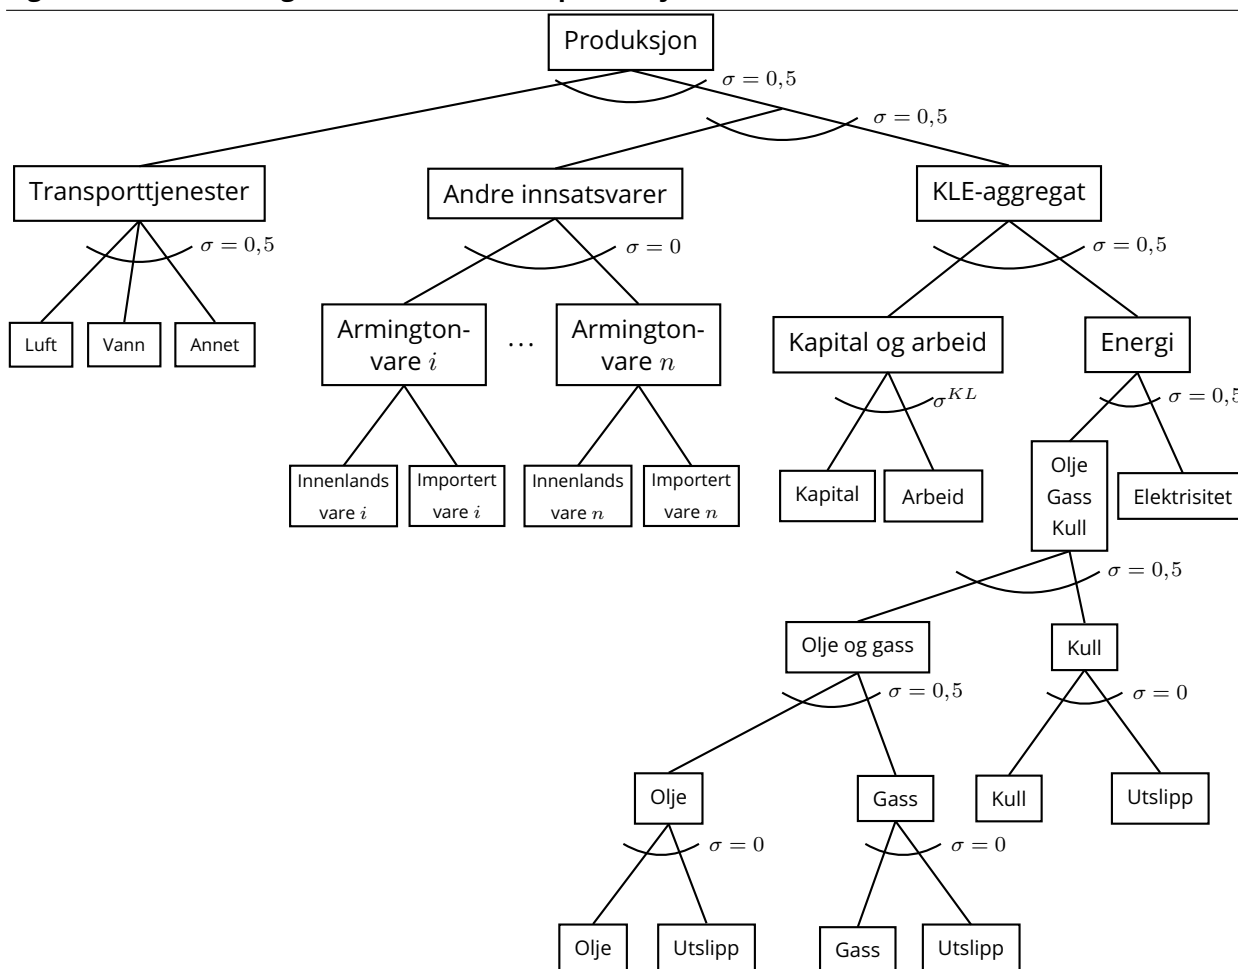 Produksjon
σ = 0,5
σ = 0,5
Transporttjenester
Andre innsatsvarer
KLE-aggregat
σ = 0,5
σ = 0
σ = 0,5
Armington-
vare i
...
Armington-
vare n
Kapital og arbeid
Energi
Luft
Vann
Annet
σ^KL
σ = 0,5
Innenlands
vare i
Importert
vare i
Innenlands
vare n
Importert
vare n
Kapital
Arbeid
Olje
Gass
Kull
Elektrisitet
σ = 0,5
Olje og gass
Kull
σ = 0,5
σ = 0
Olje
Gass
Kull
Utslipp
σ = 0
σ = 0
Olje
Utslipp
Gass
Utslipp